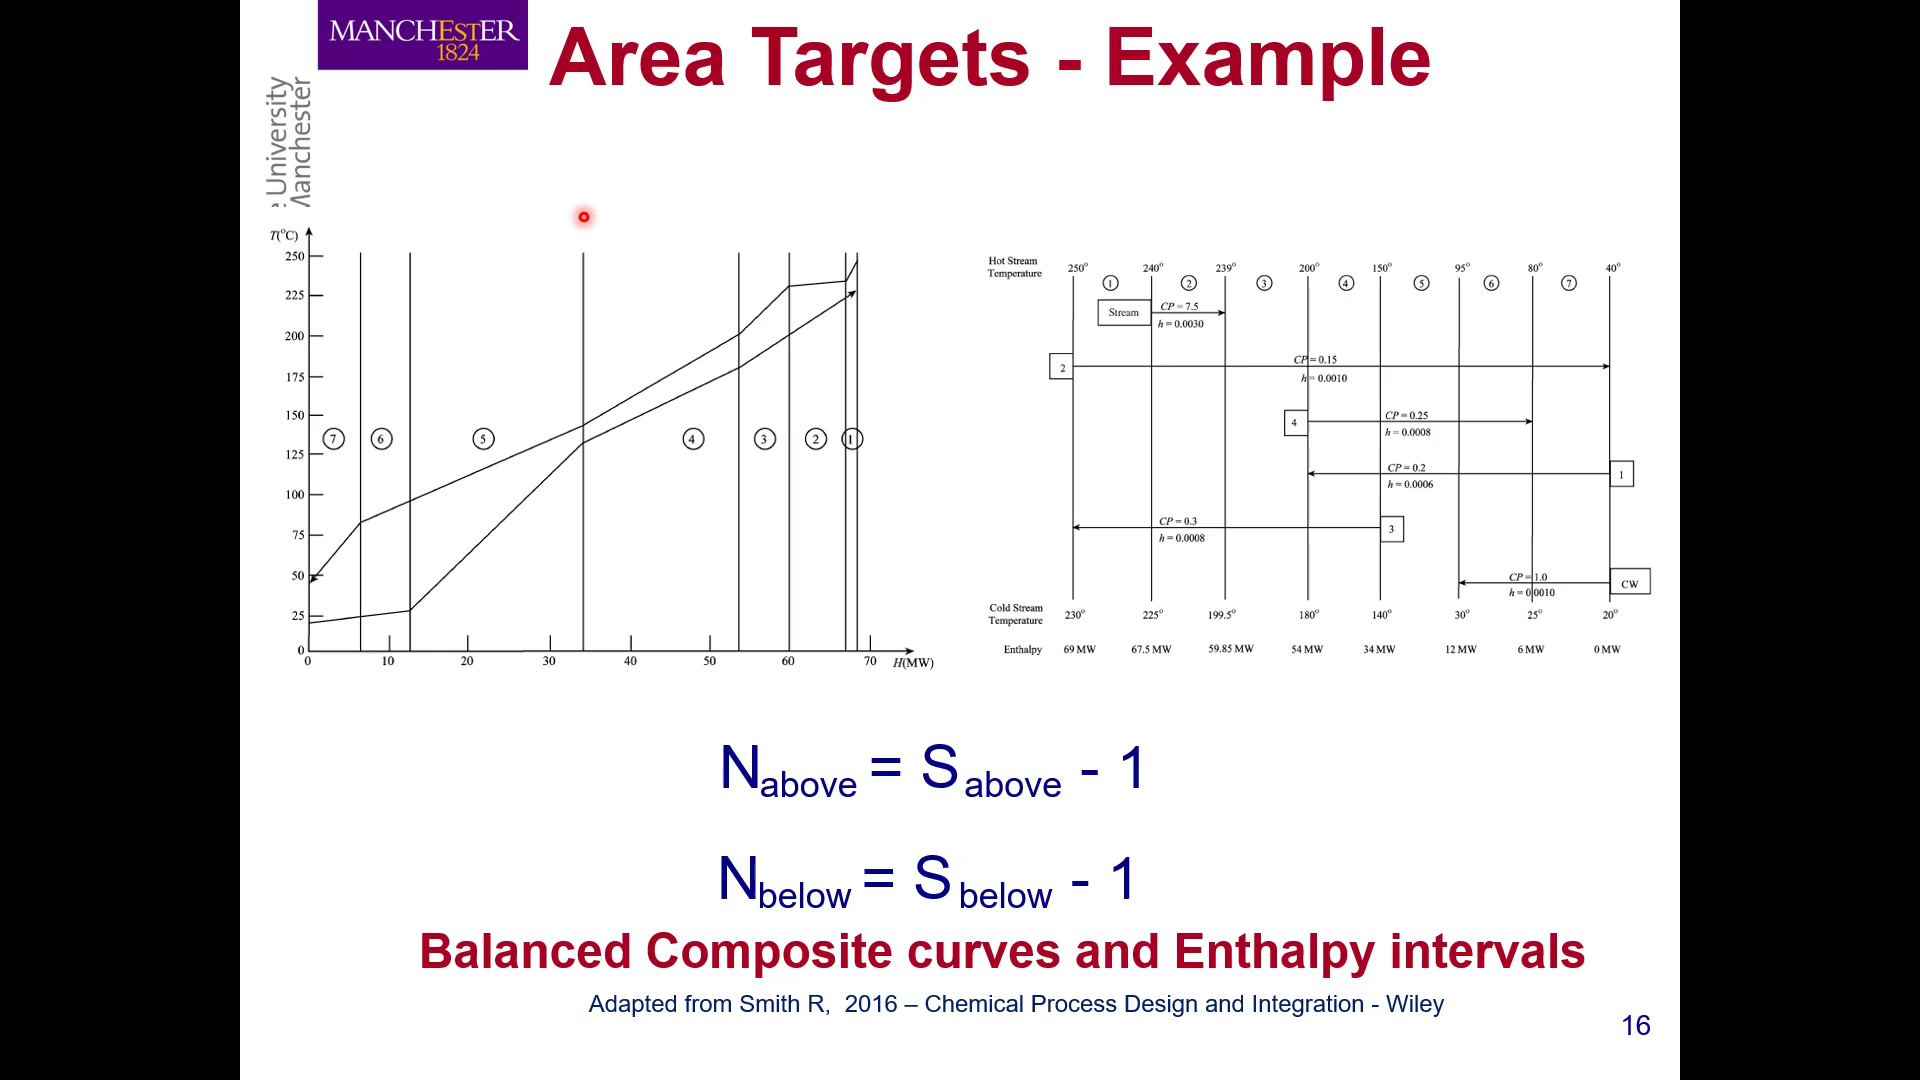 MANCHESTER
1824
University
Manchester
Area Targets - Example
T(°C)
250
225
200
175
150
125
100
75
50
25
0
7
6
5
4
3
2
1
0
10
20
30
40
50
60
70
H(MW)
Hot Stream
Temperature
250°
240°
239°
200°
150°
95°
80°
40°
1
2
3
4
5
6
7
Stream
CP = 7.5
h = 0.0030
2
CP = 0.15
h = 0.0010
4
CP = 0.25
h = 0.0008
CP = 0.2
h = 0.0006
1
CP = 0.3
h = 0.0008
3
CP = 1.0
h = 0.0010
CW
Cold Stream
Temperature
230°
225°
199.5°
180°
140°
30°
25°
20°
Enthalpy
69 MW
67.5 MW
59.85 MW
54 MW
34 MW
12 MW
6 MW
0 MW
Nabove = Sabove - 1
Nbelow = Sbelow - 1
Balanced Composite curves and Enthalpy intervals
Adapted from Smith R, 2016 – Chemical Process Design and Integration - Wiley
16